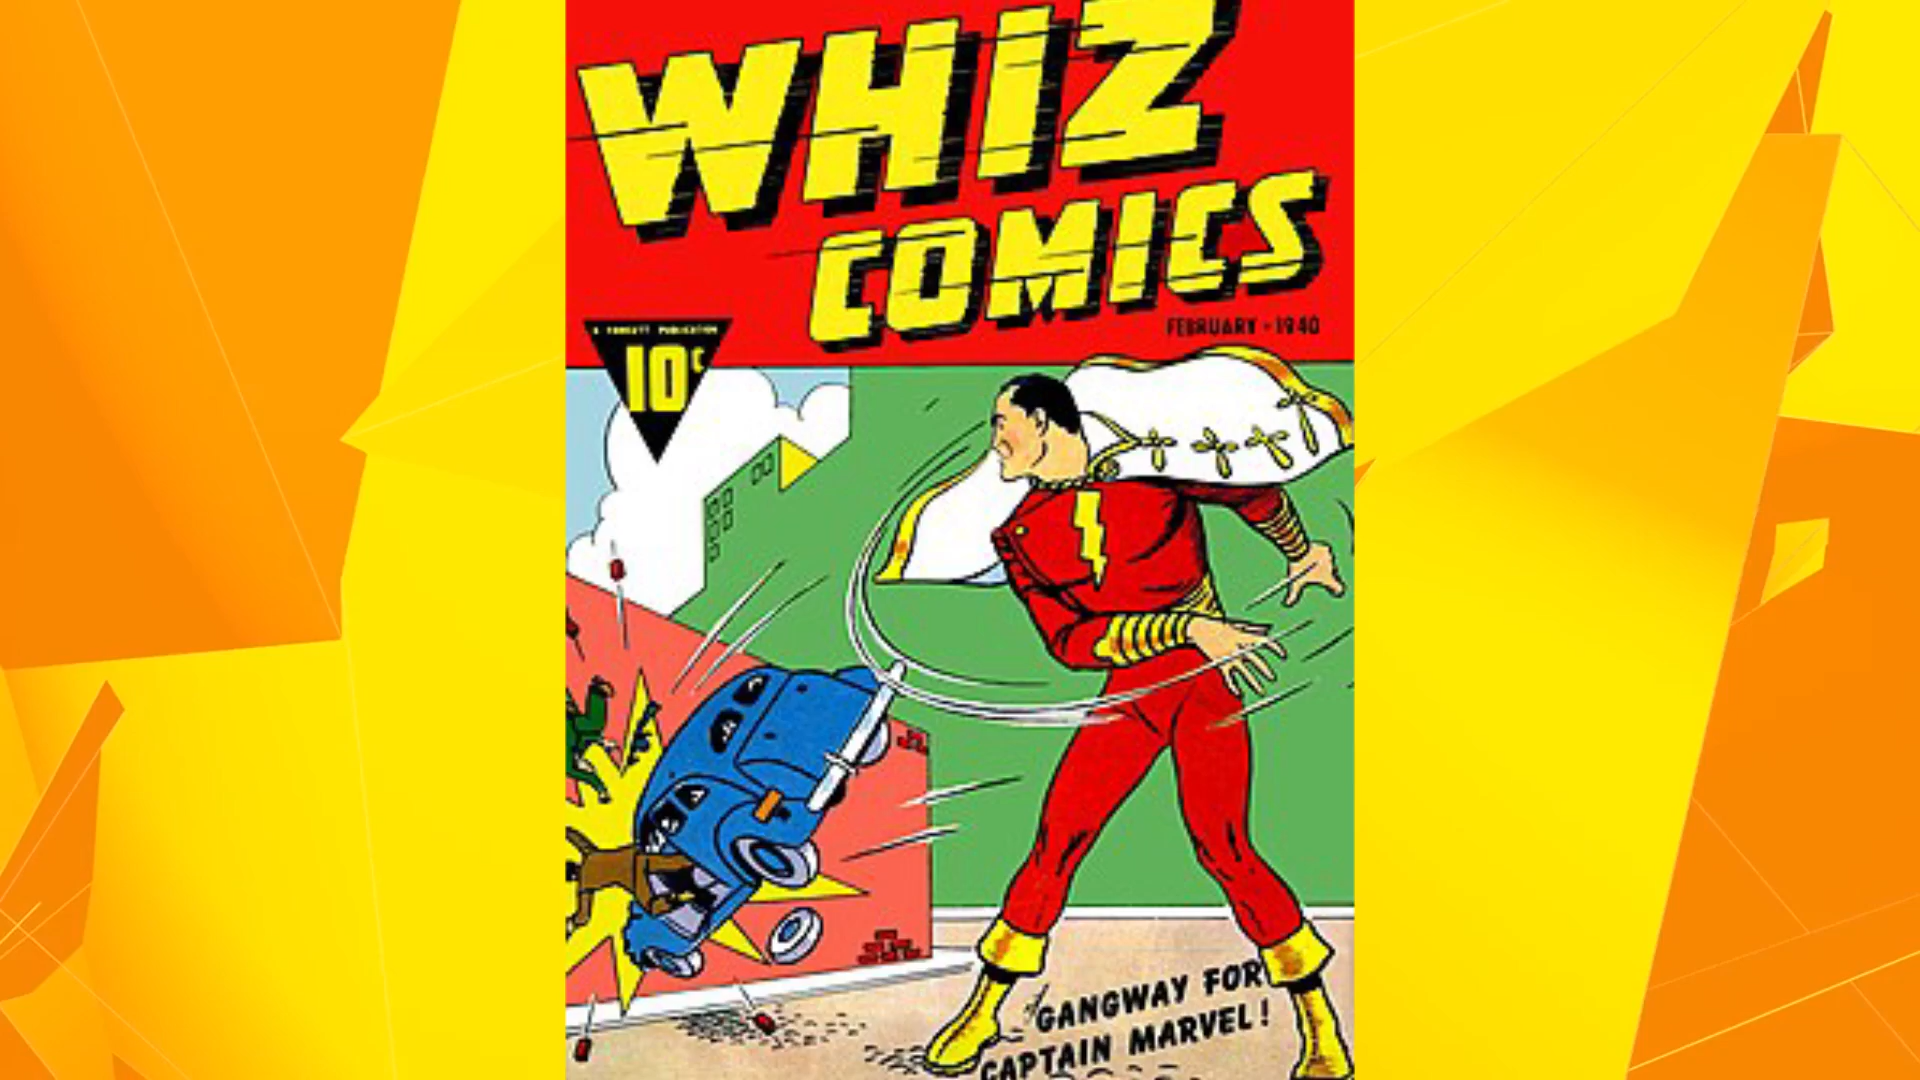 WHIZ
COMICS
FEBRUARY - 1940
A FAWCETT PUBLICATION
10¢
GANGWAY FOR
CAPTAIN MARVEL!